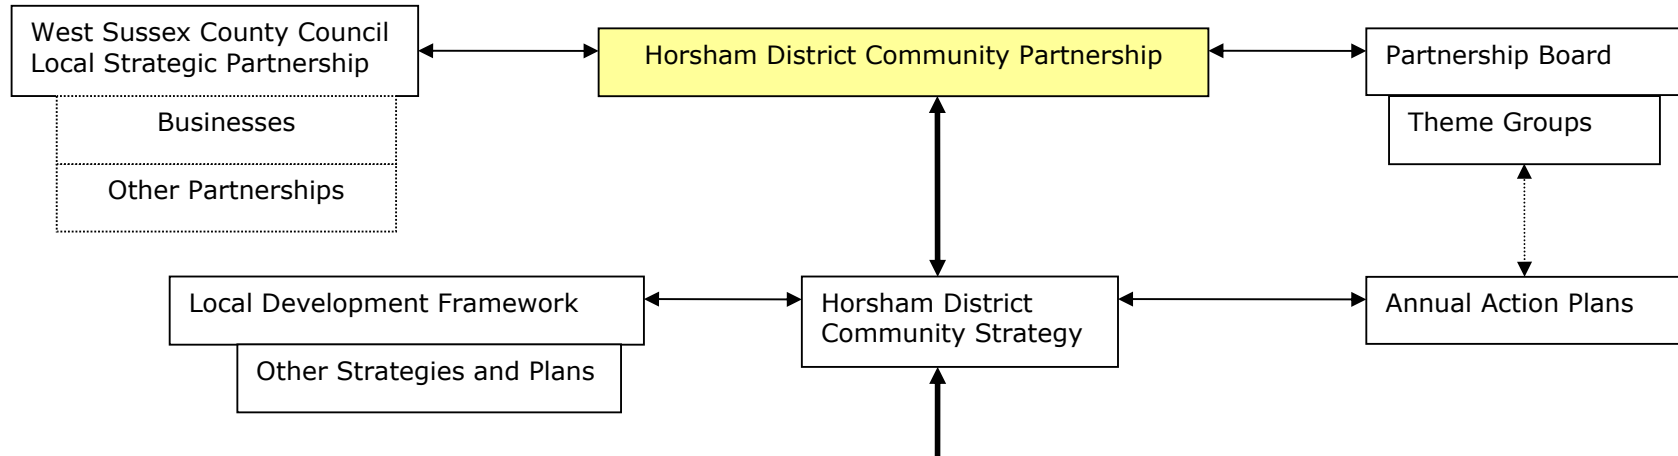 West Sussex County Council
Local Strategic Partnership
Horsham District Community Partnership
Partnership Board
Businesses
Theme Groups
Other Partnerships
Local Development Framework
Horsham District
Community Strategy
Annual Action Plans
Other Strategies and Plans